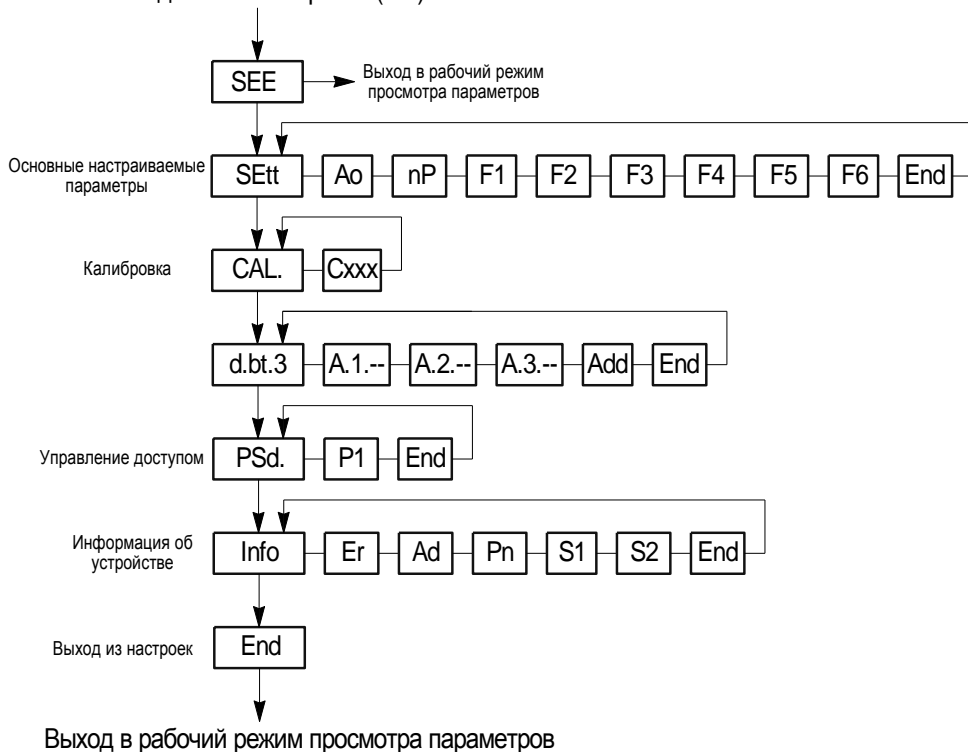 SEE
Выход в рабочий режим
просмотра параметров
Основные настраиваемые
параметры
SEtt Ao nP F1 F2 F3 F4 F5 F6 End
Калибровка
CAL. Cxxx
d.bt.3 A.1.-- A.2.-- A.3.-- Add End
Управление доступом
PSd. P1 End
Информация об
устройстве
Info Er Ad Pn S1 S2 End
Выход из настроек
End
Выход в рабочий режим просмотра параметров